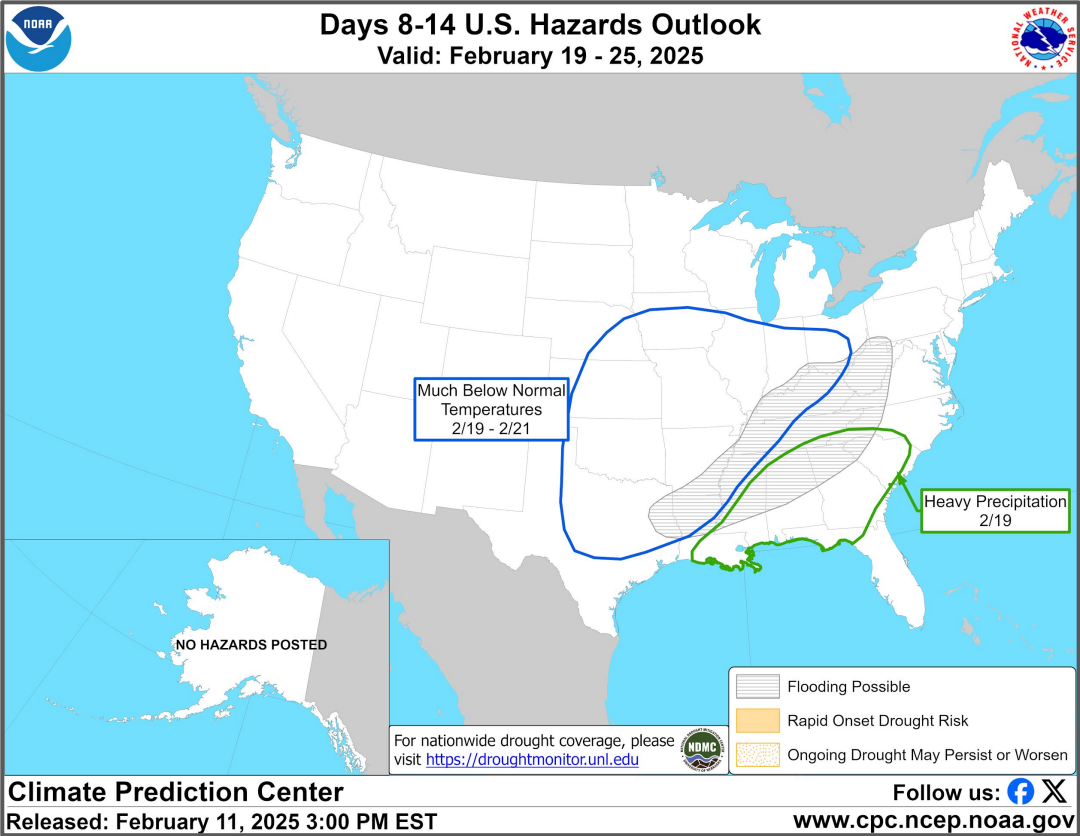 NOAA
Days 8-14 U.S. Hazards Outlook
Valid: February 19 - 25, 2025
NATIONAL WEATHER SERVICE
Much Below Normal
Temperatures
2/19 - 2/21
Heavy Precipitation
2/19
NO HAZARDS POSTED
Flooding Possible
Rapid Onset Drought Risk
Ongoing Drought May Persist or Worsen
For nationwide drought coverage, please
visit https://droughtmonitor.unl.edu
NDMC
Climate Prediction Center
Follow us:
Released: February 11, 2025 3:00 PM EST
www.cpc.ncep.noaa.gov